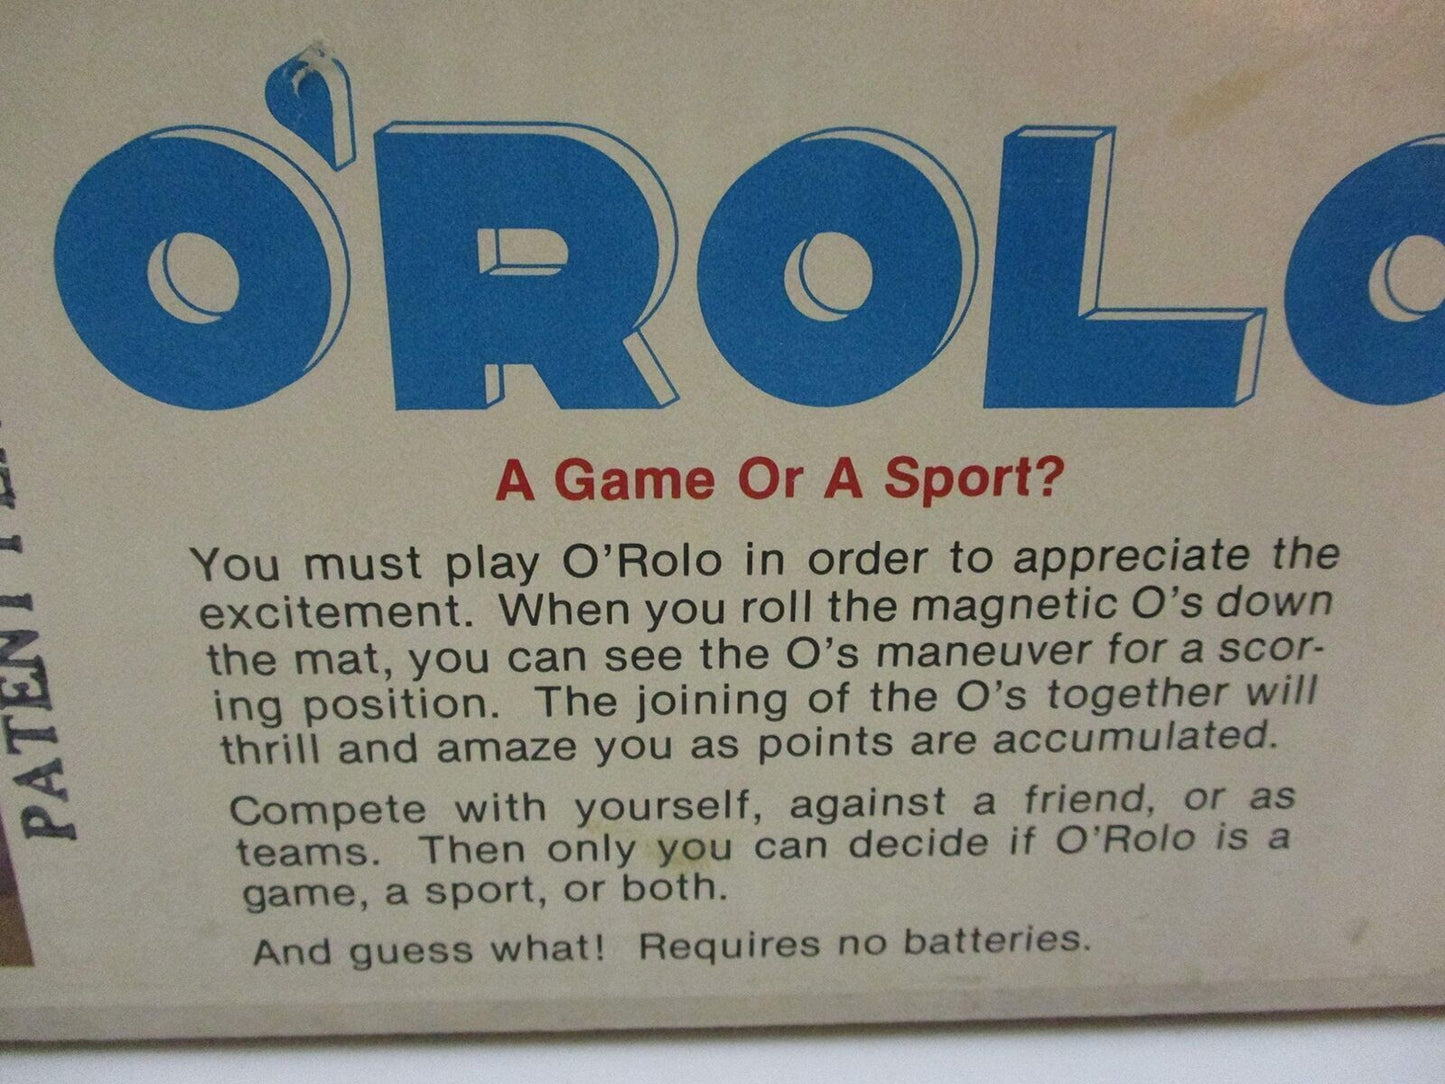 O'ROLO
A Game Or A Sport?
You must play O'Rolo in order to appreciate the
excitement. When you roll the magnetic O's down
the mat, you can see the O's maneuver for a scor-
ing position. The joining of the O's together will
thrill and amaze you as points are accumulated.
Compete with yourself, against a friend, or as
teams. Then only you can decide if O'Rolo is a
game, a sport, or both.
And guess what! Requires no batteries.
PATENT